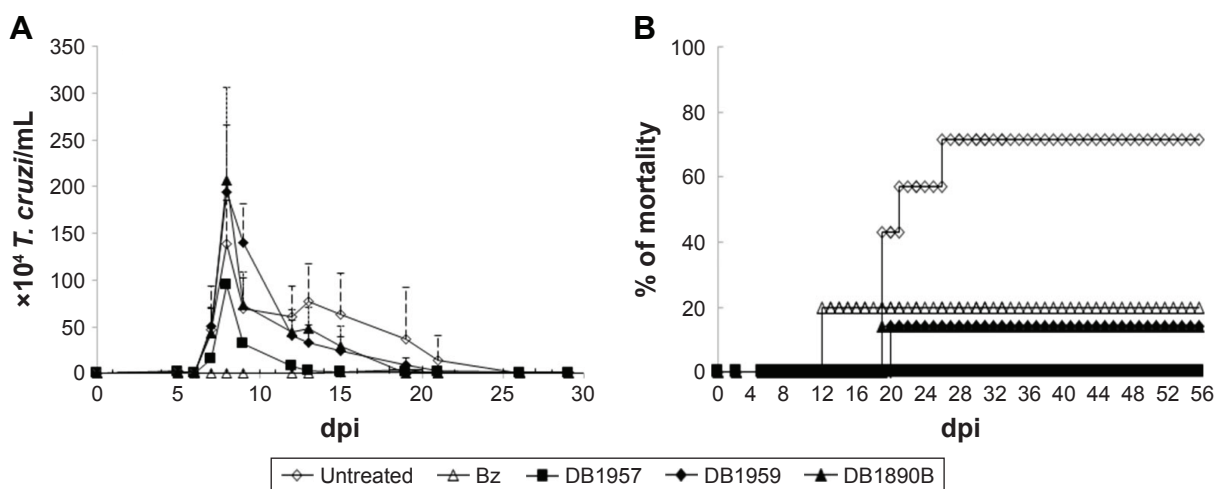 A
350
300
250
200
150
100
50
0
×10⁴ T. cruzi/mL
0 5 10 15 20 25 30
dpi
B
100
80
60
40
20
0
% of mortality
0 4 8 12 16 20 24 28 32 36 40 44 48 52 56
dpi
Untreated Bz DB1957 DB1959 DB1890B